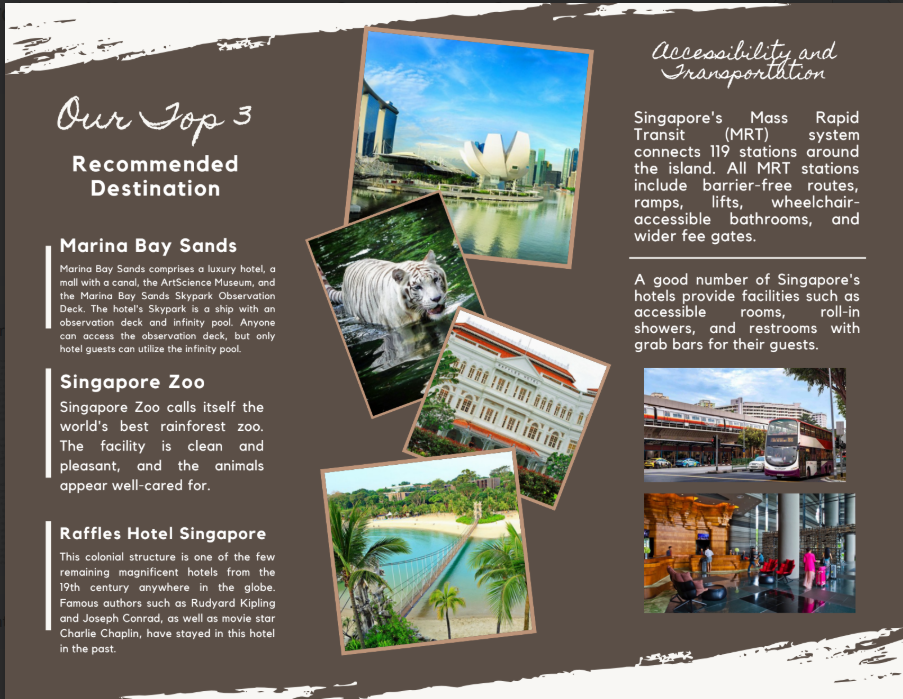 Our Top 3
Recommended
Destination
Marina Bay Sands
Marina Bay Sands comprises a luxury hotel, a
mall with a canal, the ArtScience Museum, and
the Marina Bay Sands Skypark Observation
Deck. The hotel's Skypark is a ship with an
observation deck and infinity pool. Anyone
can access the observation deck, but only
hotel guests can utilize the infinity pool.
Singapore Zoo
Singapore Zoo calls itself the
world's best rainforest zoo.
The facility is clean and
pleasant, and the animals
appear well-cared for.
Raffles Hotel Singapore
This colonial structure is one of the few
remaining magnificent hotels from the
19th century anywhere in the globe.
Famous authors such as Rudyard Kipling
and Joseph Conrad, as well as movie star
Charlie Chaplin, have stayed in this hotel
in the past.
Accessibility and
Transportation
Singapore's Mass Rapid
Transit (MRT) system
connects 119 stations around
the island. All MRT stations
include barrier-free routes,
ramps, lifts, wheelchair-
accessible bathrooms, and
wider fee gates.
A good number of Singapore's
hotels provide facilities such as
accessible rooms, roll-in
showers, and restrooms with
grab bars for their guests.